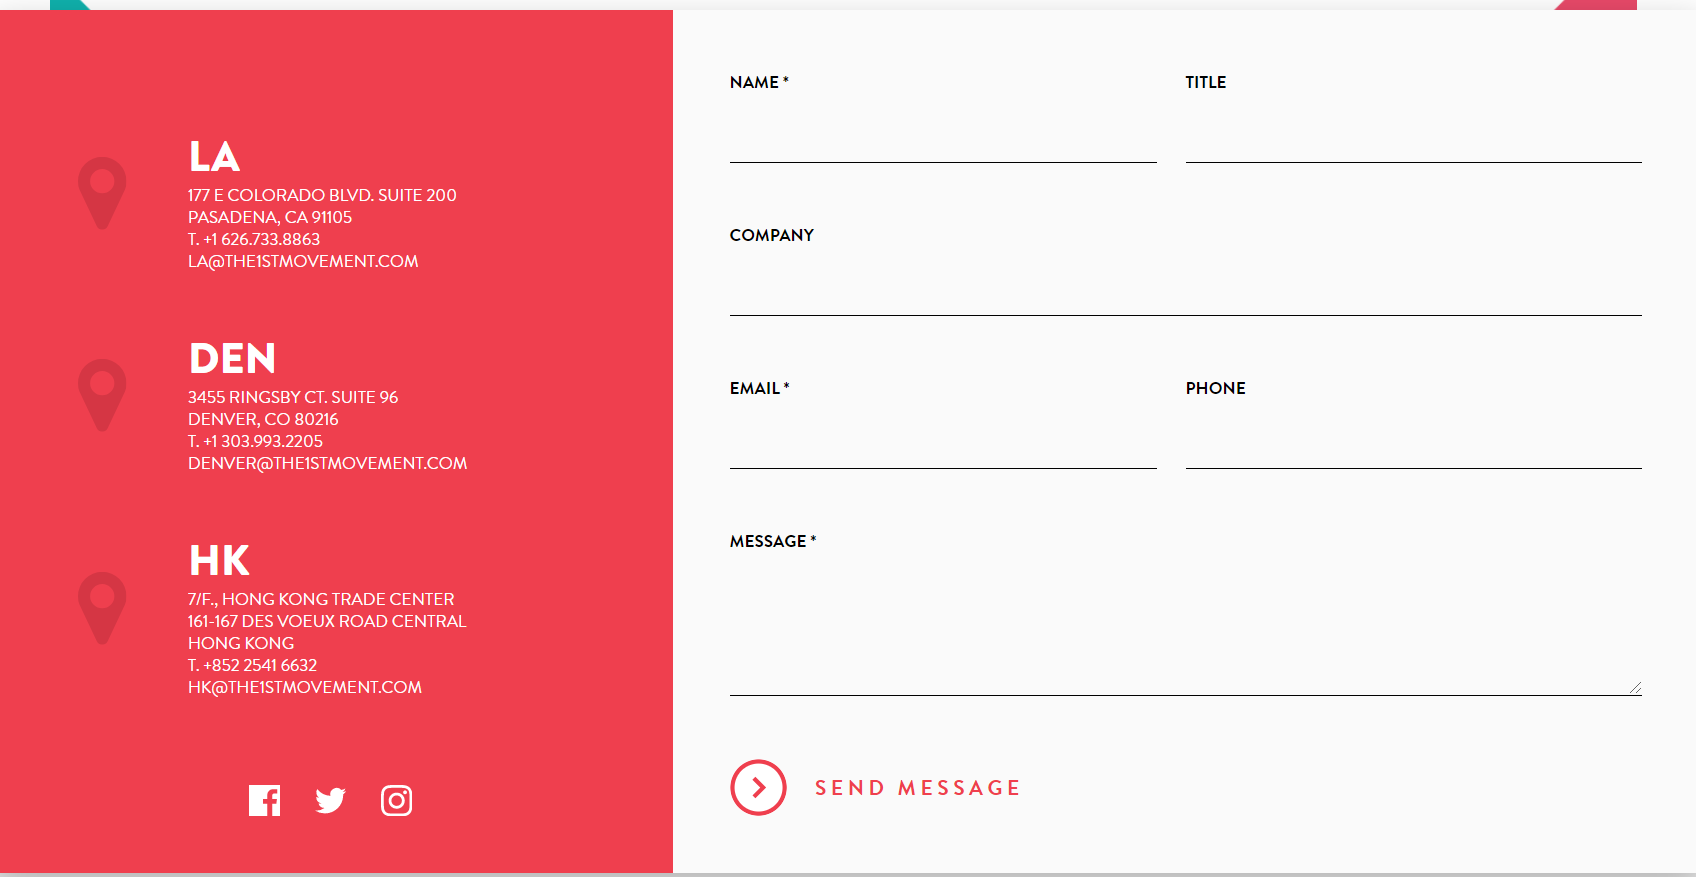 LA
177 E COLORADO BLVD. SUITE 200
PASADENA, CA 91105
T. +1 626.733.8863
LA@THE1STMOVEMENT.COM
DEN
3455 RINGSBY CT. SUITE 96
DENVER, CO 80216
T. +1 303.993.2205
DENVER@THE1STMOVEMENT.COM
HK
7/F., HONG KONG TRADE CENTER
161-167 DES VOEUX ROAD CENTRAL
HONG KONG
T. +852 2541 6632
HK@THE1STMOVEMENT.COM
NAME *
TITLE
COMPANY
EMAIL *
PHONE
MESSAGE *
SEND MESSAGE